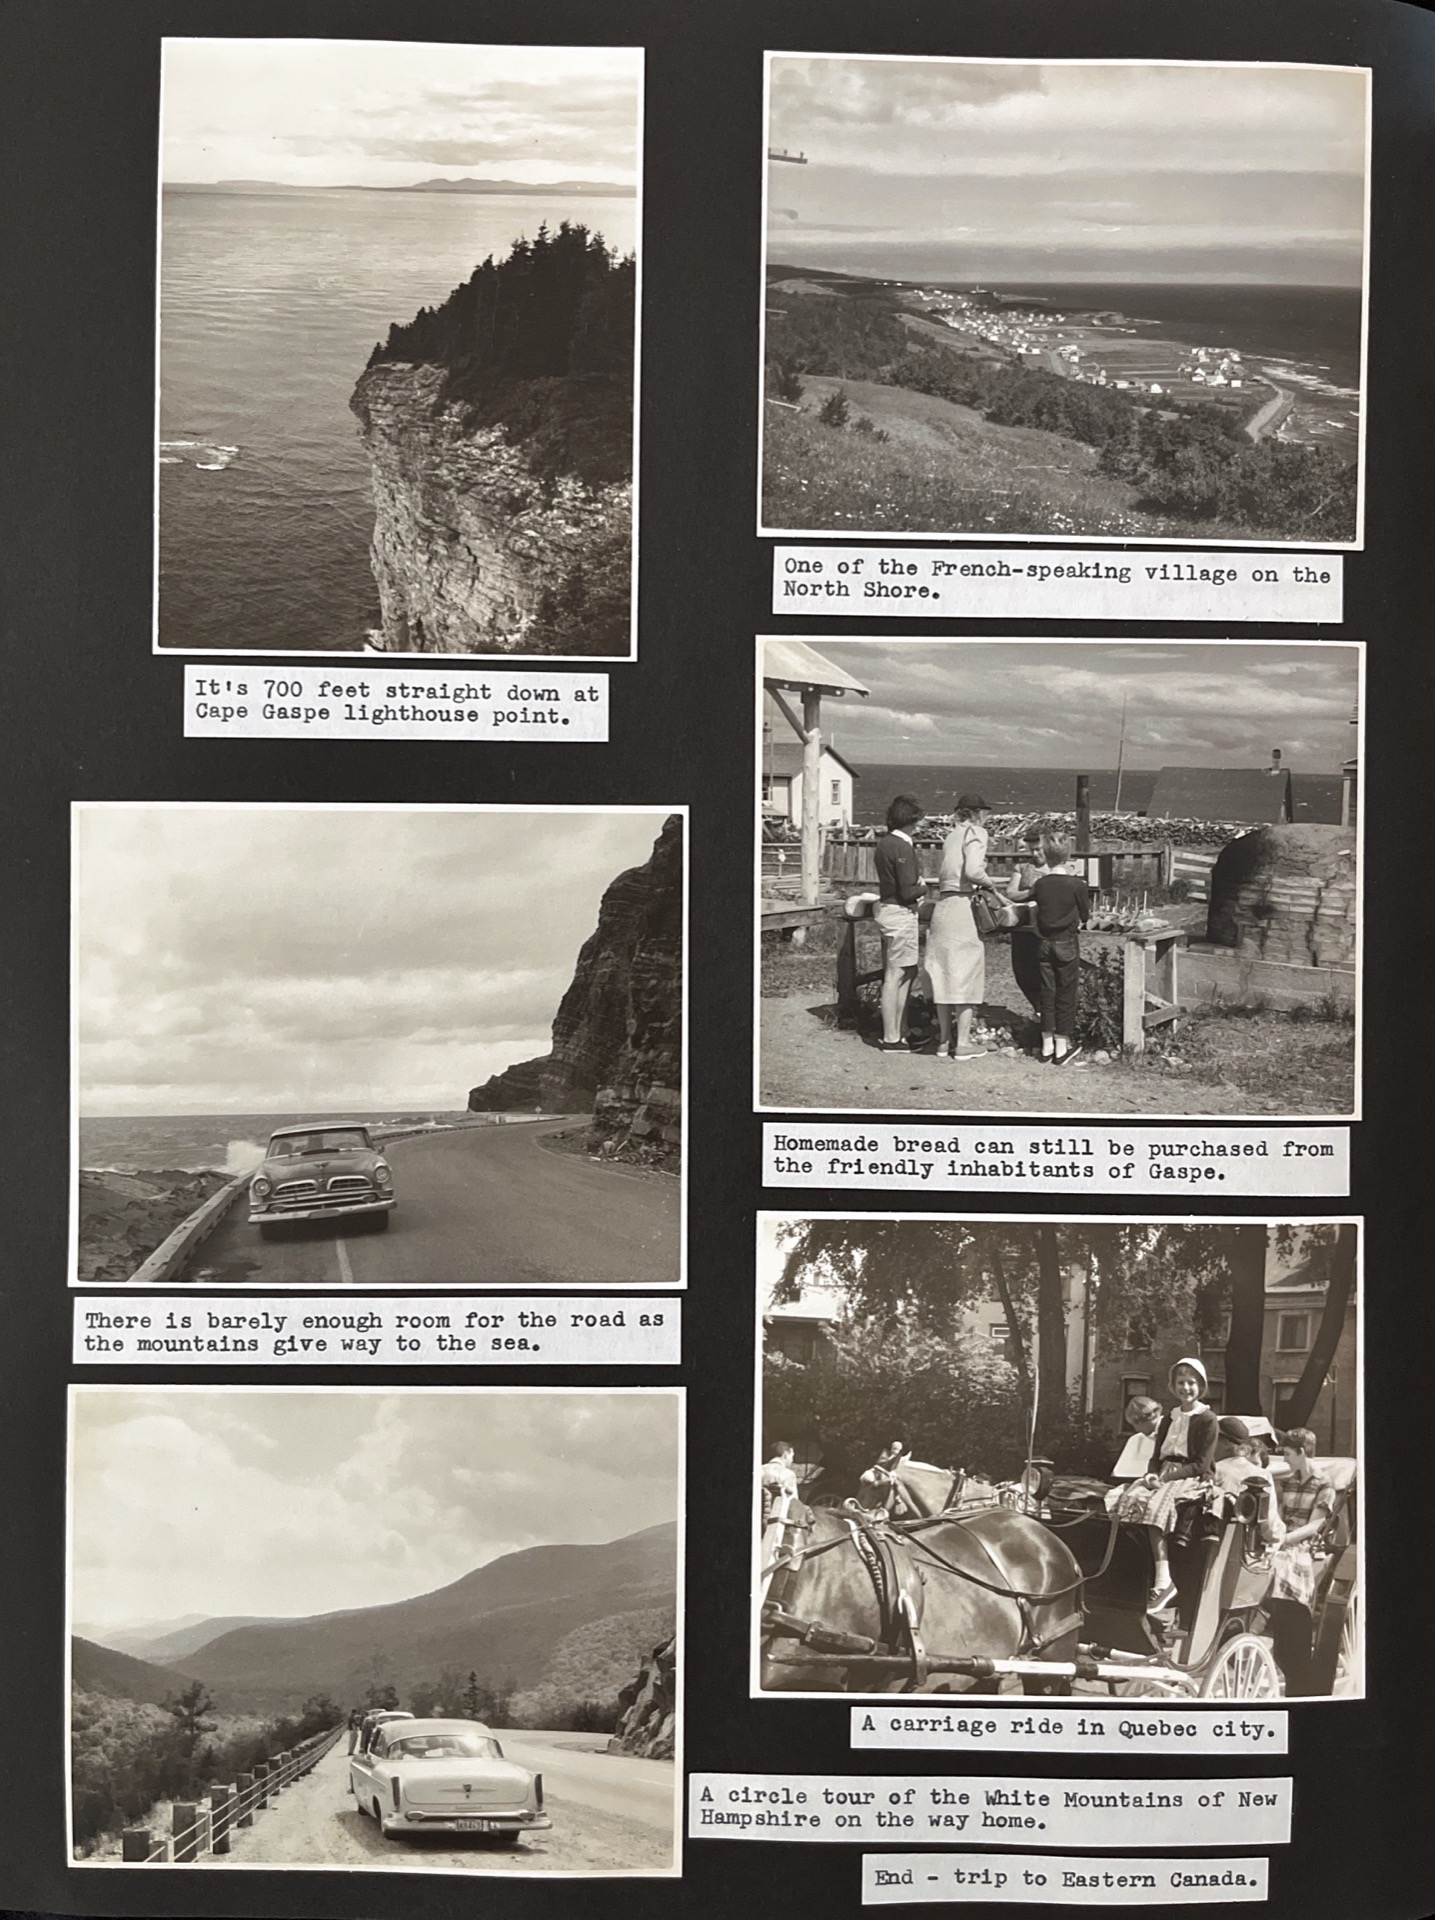 It's 700 feet straight down at
Cape Gaspe lighthouse point.
There is barely enough room for the road as
the mountains give way to the sea.
One of the French-speaking village on the
North Shore.
Homemade bread can still be purchased from
the friendly inhabitants of Gaspe.
A carriage ride in Quebec city.
A circle tour of the White Mountains of New
Hampshire on the way home.
End - trip to Eastern Canada.